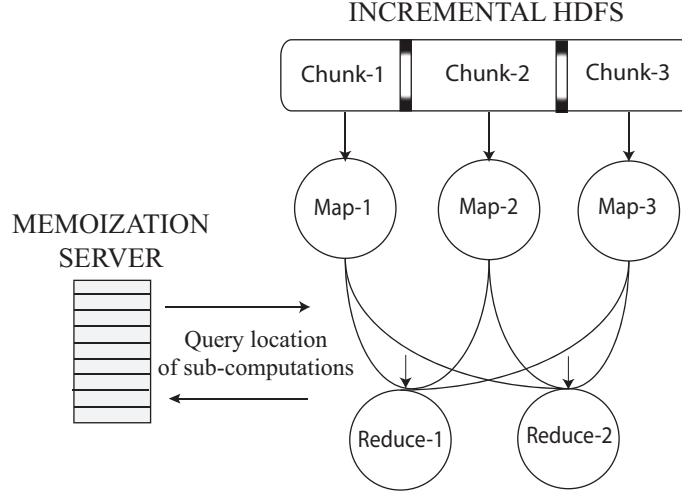 INCREMENTAL HDFS
Chunk-1 Chunk-2 Chunk-3
Map-1 Map-2 Map-3
MEMOIZATION
SERVER
Query location
of sub-computations
Reduce-1 Reduce-2